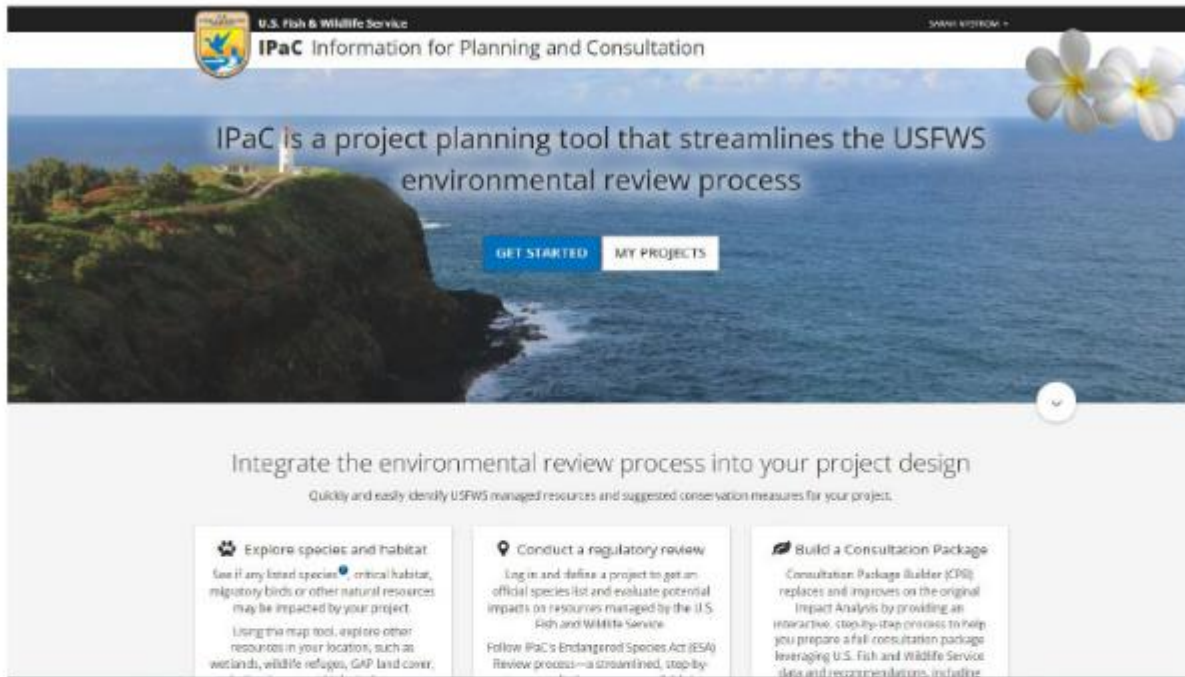 U.S. Fish & Wildlife Service
SARAH NYSTROM
IPaC Information for Planning and Consultation
IPaC is a project planning tool that streamlines the USFWS
environmental review process
GET STARTED
MY PROJECTS
Integrate the environmental review process into your project design
Quickly and easily identify USFWS managed resources and suggested conservation measures for your project.
Explore species and habitat
See if any listed species, critical habitat,
migratory birds or other natural resources
may be impacted by your project.
Using the map tool, explore other
resources in your location, such as
wetlands, wildlife refuges, GAP land cover,
Conduct a regulatory review
Log in and define a project to get an
official species list and evaluate potential
impacts on resources managed by the U.S.
Fish and Wildlife Service.
Follow IPaC's Endangered Species Act (ESA)
Review process—a streamlined, step-by-
Build a Consultation Package
Consultation Package Builder (CPB)
replaces and improves on the original
Impact Analysis by providing an
interactive, step-by-step process to help
you prepare a full consultation package
leveraging U.S. Fish and Wildlife Service
data and recommendations, including